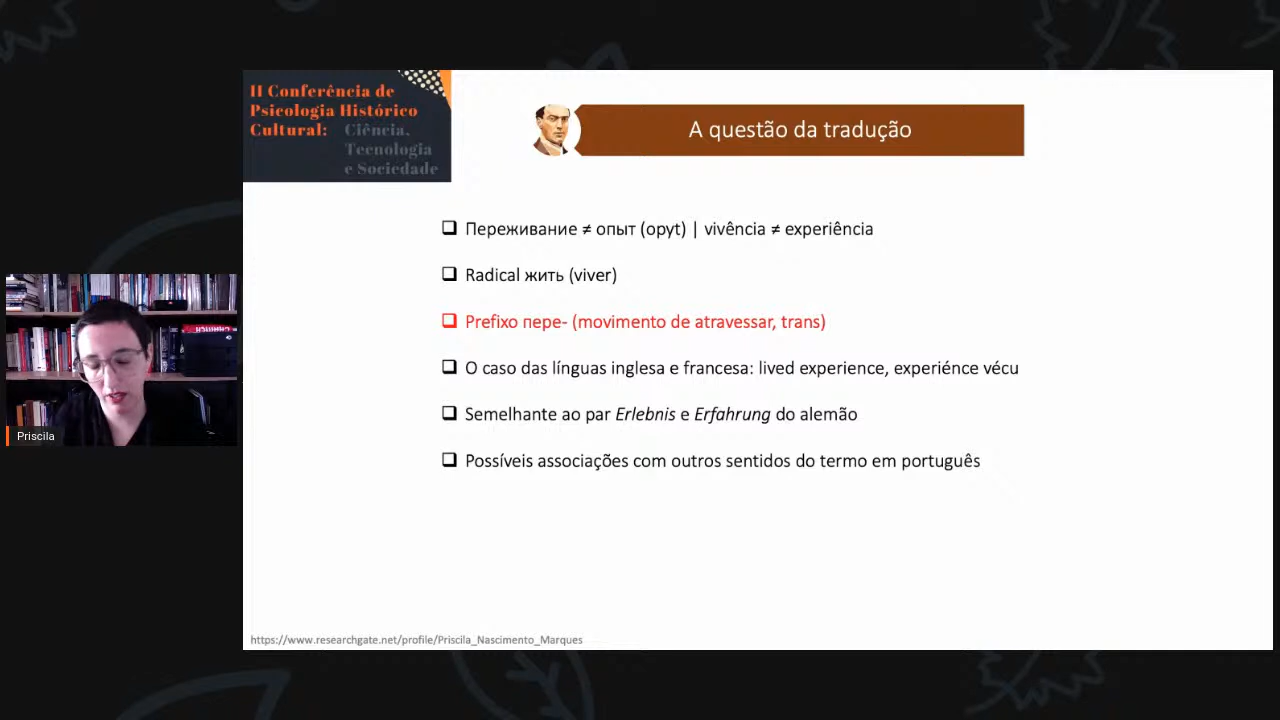 II Conferência de
Psicologia Histórico
Cultural: Ciência,
Tecnologia
e Sociedade
A questão da tradução
Переживание ≠ опыт (opyt) | vivência ≠ experiência
Radical жить (viver)
Prefixo пере- (movimento de atravessar, trans)
O caso das línguas inglesa e francesa: lived experience, experiénce vécu
Semelhante ao par Erlebnis e Erfahrung do alemão
Possíveis associações com outros sentidos do termo em português
Priscila
https://www.researchgate.net/profile/Priscila_Nascimento_Marques